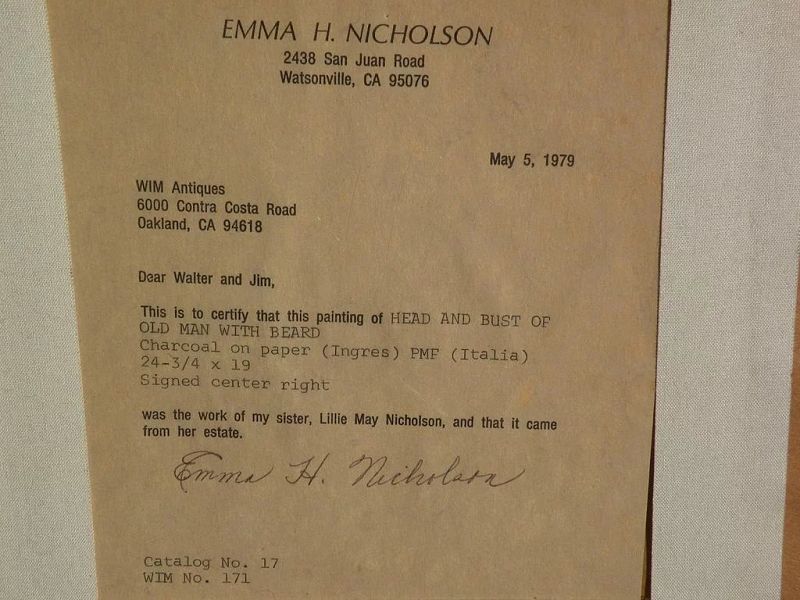 EMMA H. NICHOLSON
2438 San Juan Road
Watsonville, CA 95076
May 5, 1979
WIM Antiques
6000 Contra Costa Road
Oakland, CA 94618
Dear Walter and Jim,
This is to certify that this painting of HEAD AND BUST OF
OLD MAN WITH BEARD
Charcoal on paper (Ingres) PMF (Italia)
24-3/4 x 19
Signed center right
was the work of my sister, Lillie May Nicholson, and that it came
from her estate.
Emma H. Nicholson
Catalog No. 17
WIM No. 171